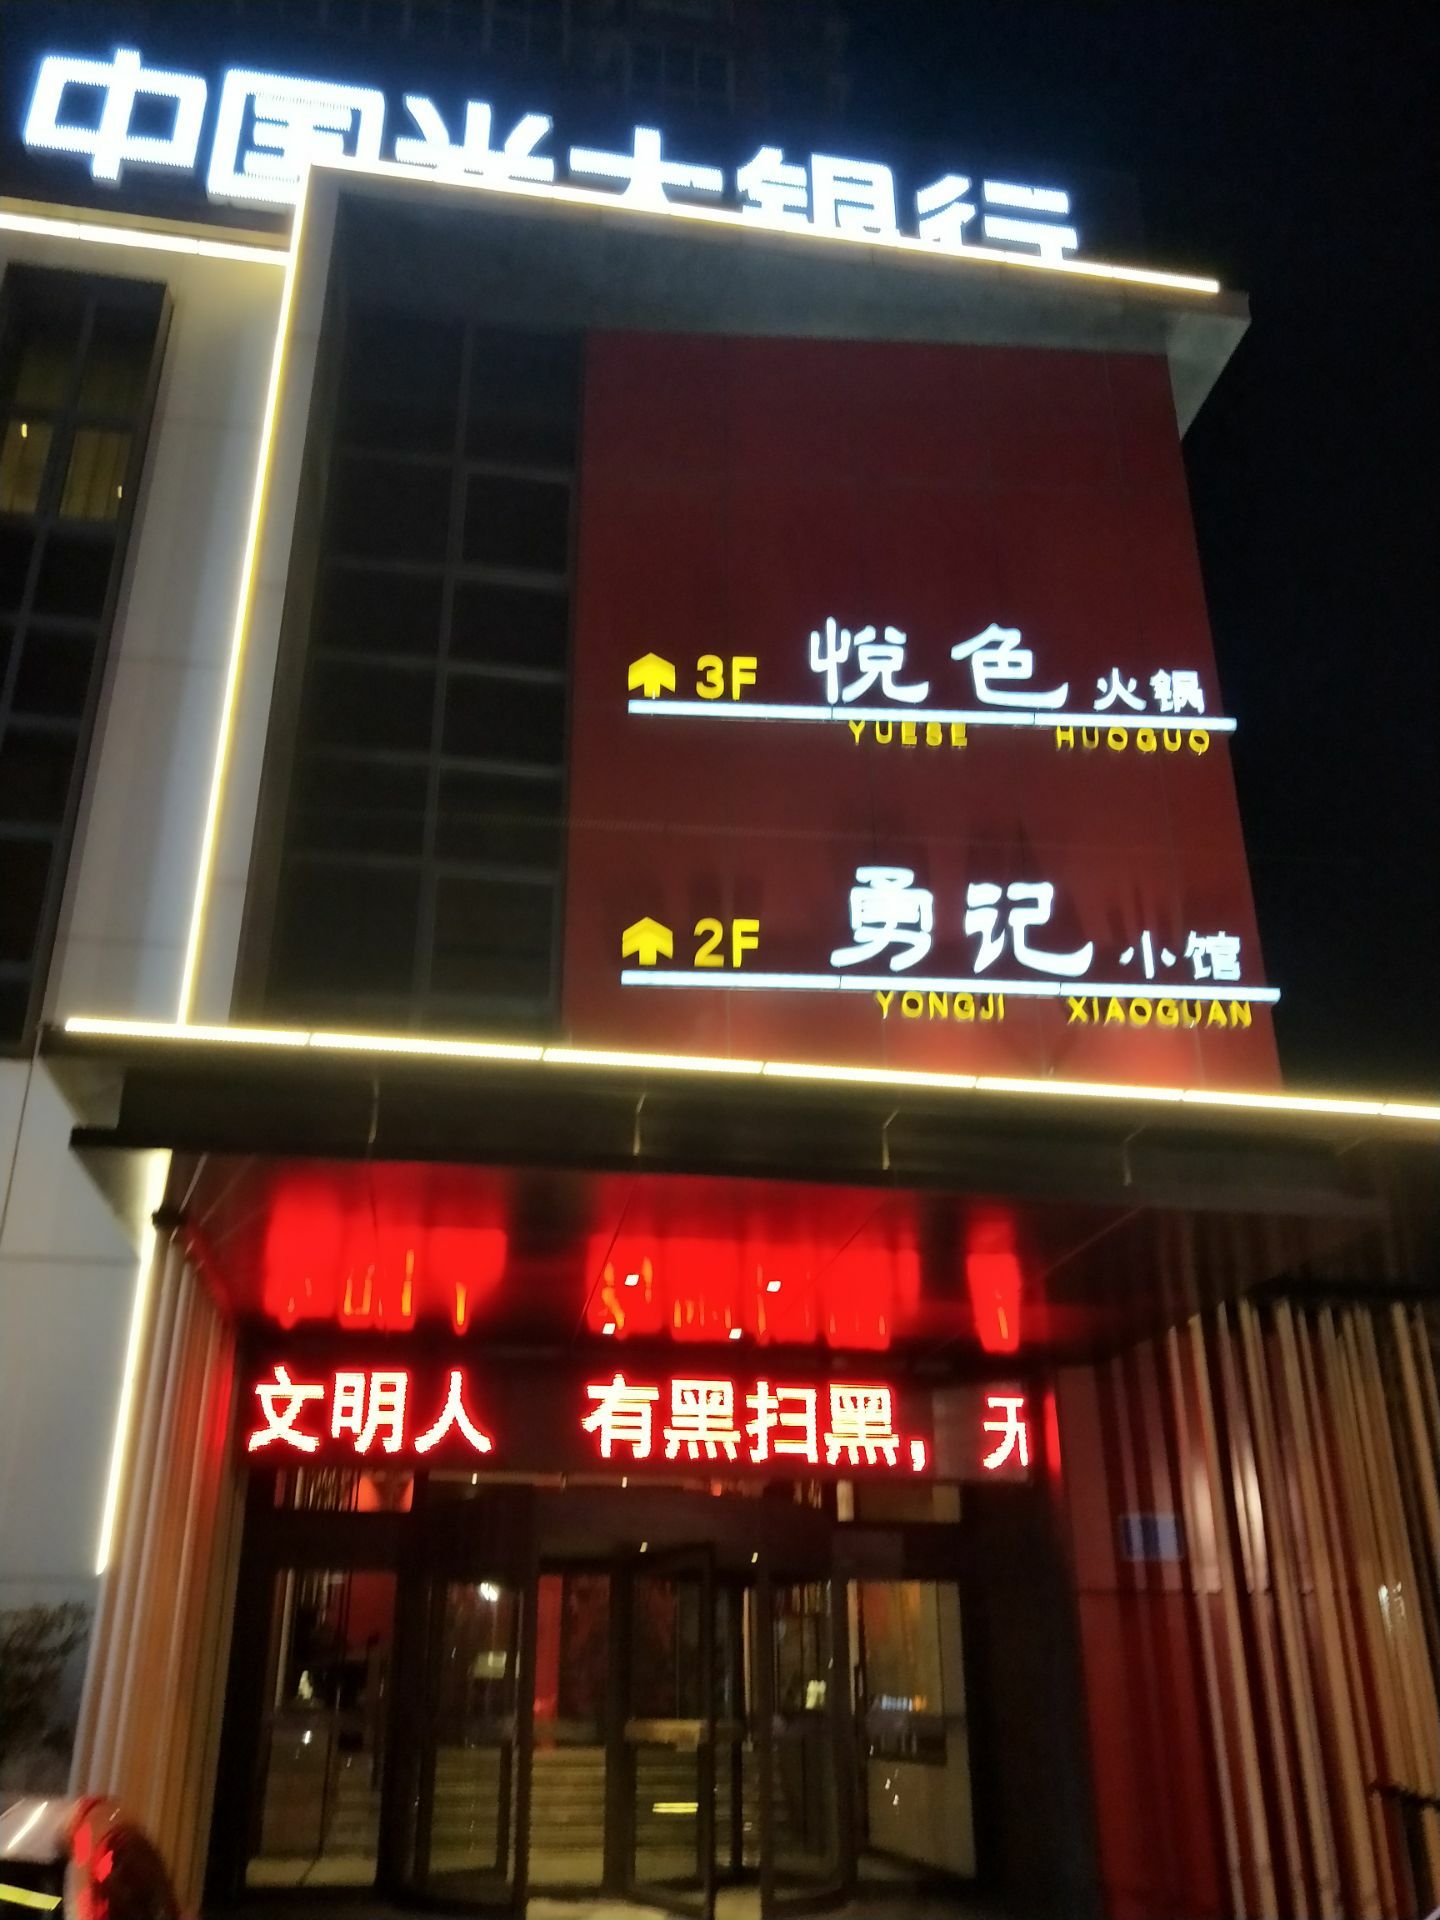 中国光大银行
3F 悦色火锅
YUESE HUOGUO
2F 勇记小馆
YONGJI XIAOGUAN
文明人 有黑扫黑，